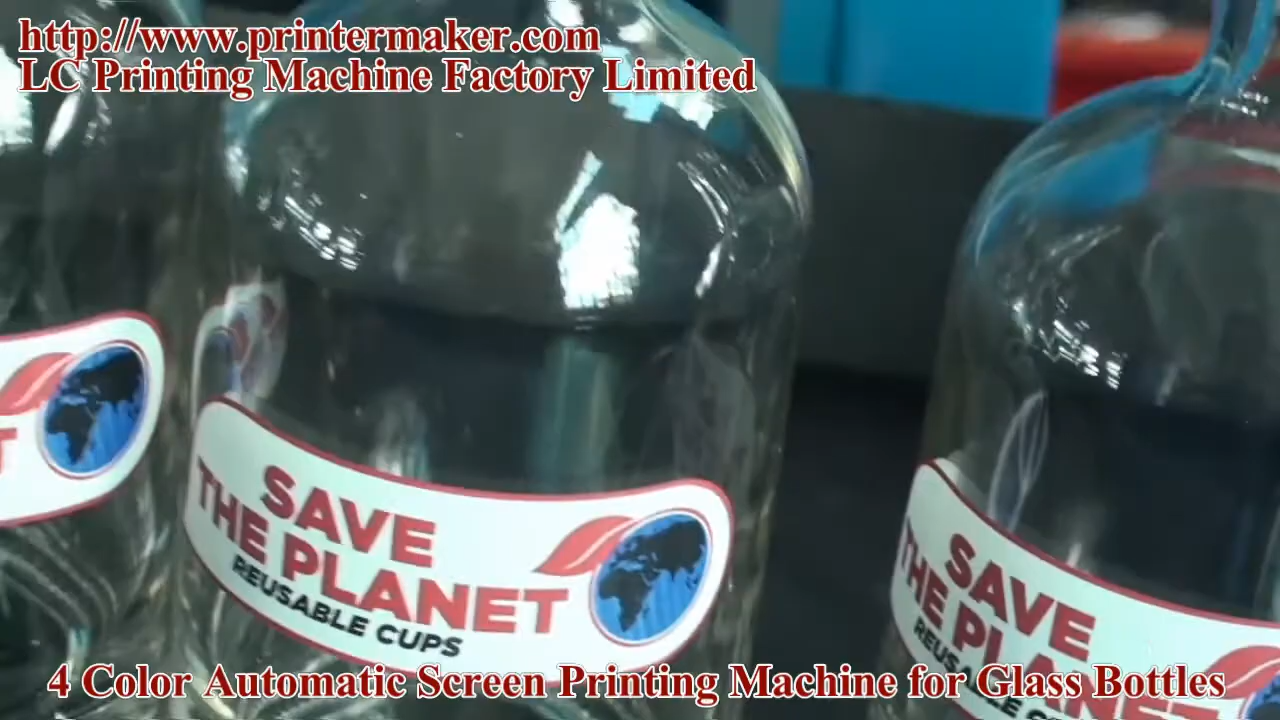 http://www.printermaker.com
LC Printing Machine Factory Limited
SAVE
THE PLANET
REUSABLE CUPS
SAVE
THE PLANET
4 Color Automatic Screen Printing Machine for Glass Bottles